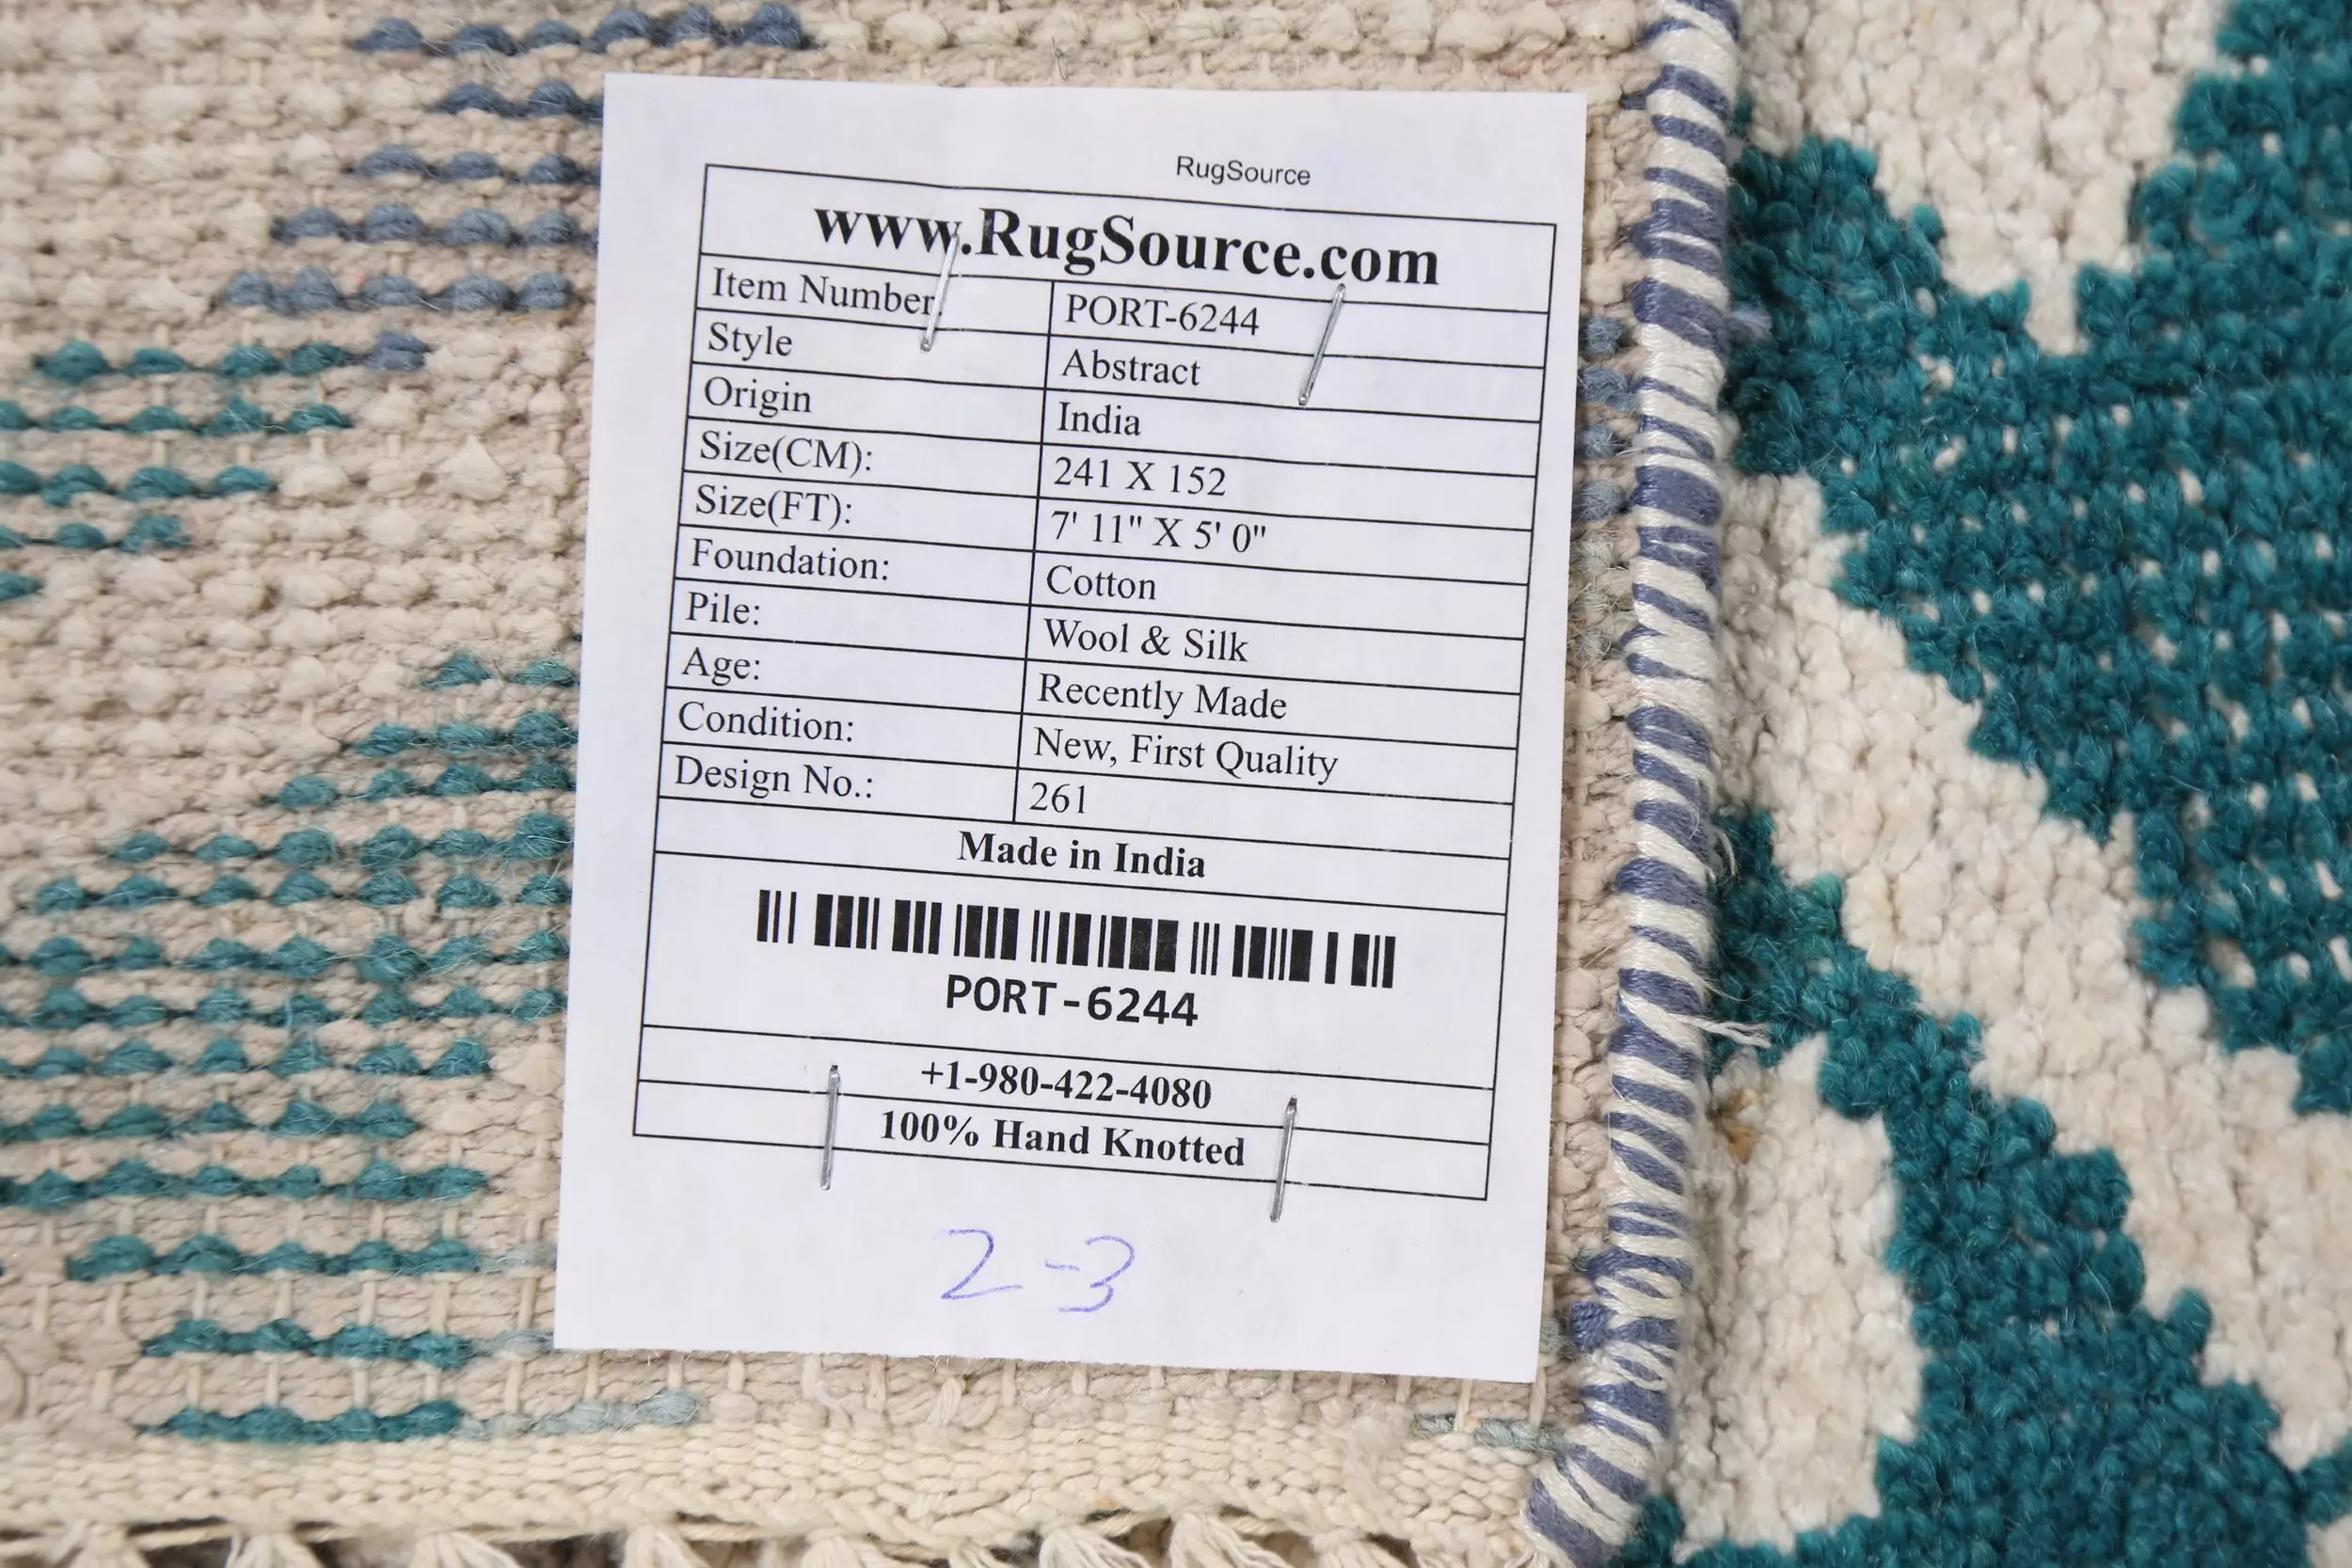 RugSource
www.RugSource.com
Item Number PORT-6244
Style Abstract
Origin India
Size(CM): 241 X 152
Size(FT): 7' 11" X 5' 0"
Foundation: Cotton
Pile: Wool & Silk
Age: Recently Made
Condition: New, First Quality
Design No.: 261
Made in India
PORT-6244
+1-980-422-4080
100% Hand Knotted
2-3